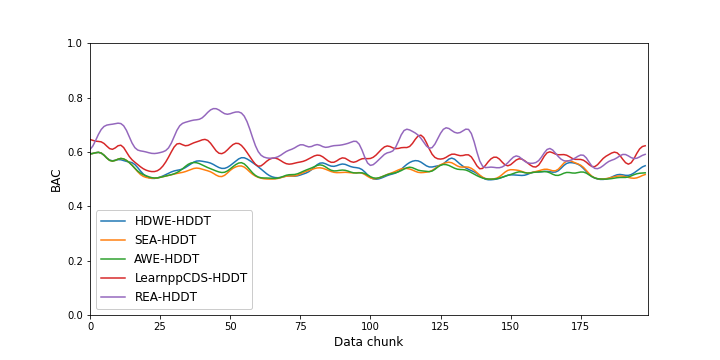 1.0
0.8
0.6
0.4
0.2
0.0
BAC
HDWE-HDDT
SEA-HDDT
AWE-HDDT
LearnppCDS-HDDT
REA-HDDT
0 25 50 75 100 125 150 175
Data chunk